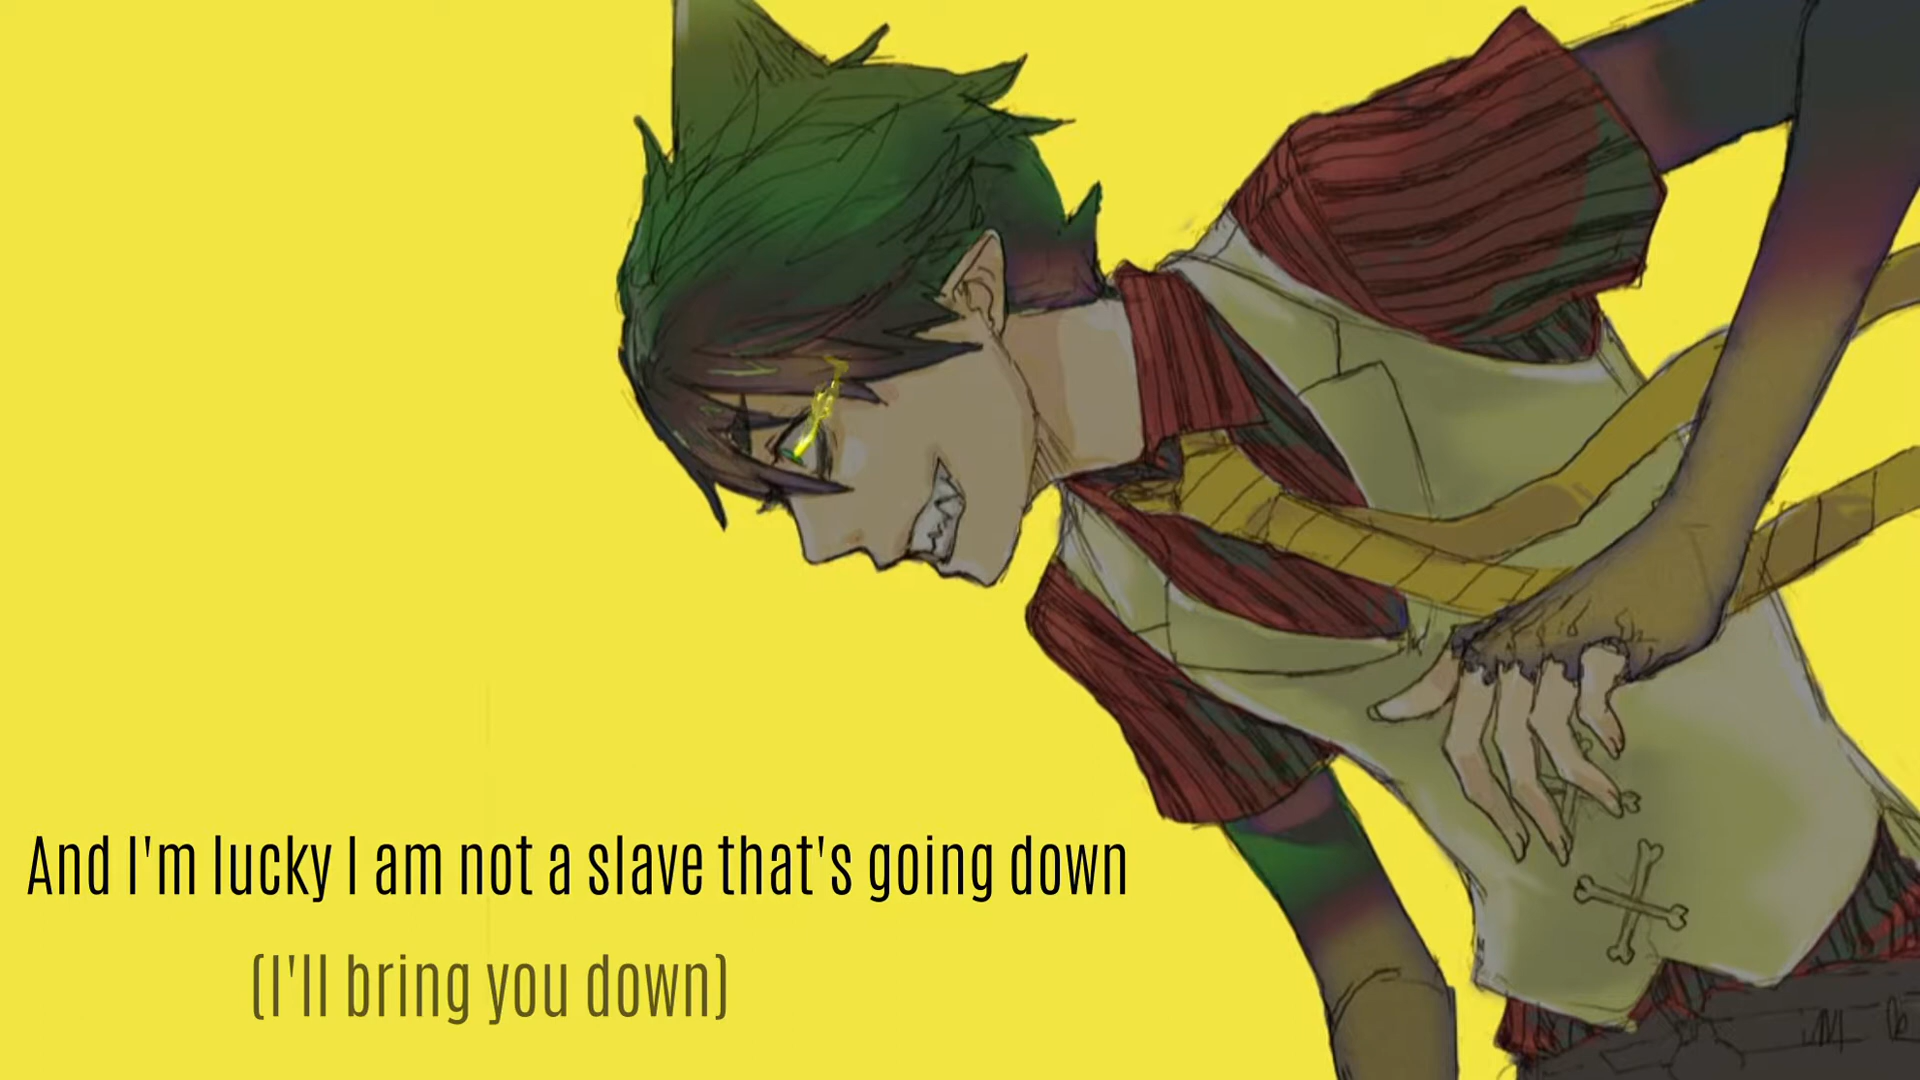 And I'm lucky I am not a slave that's going down
(I'll bring you down)